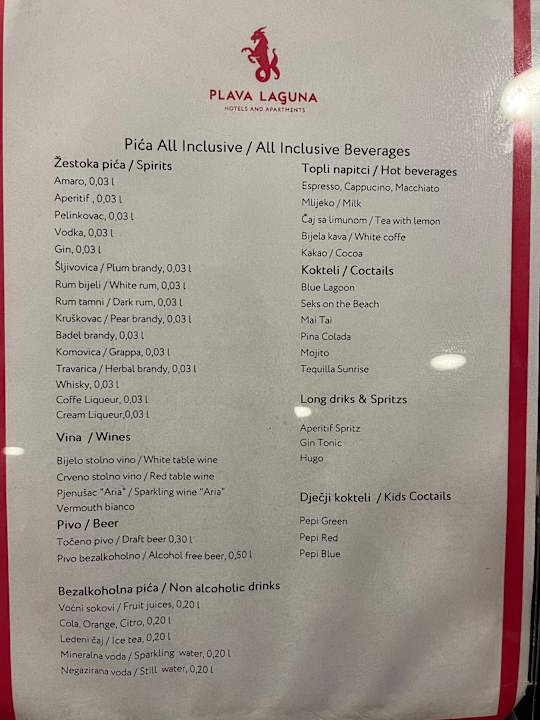 PLAVA LAGUNA
HOTELS AND APARTMENTS
Pića All Inclusive / All Inclusive Beverages
Žestoka pića / Spirits
Amaro, 0,03 l
Aperitif , 0,03 l
Pelinkovac, 0,03 l
Vodka, 0,03 l
Gin, 0,03 l
Šljivovica / Plum brandy, 0,03 l
Rum bijeli / White rum, 0,03 l
Rum tamni / Dark rum, 0,03 l
Kruškovac / Pear brandy, 0,03 l
Badel brandy, 0,03 l
Komovica / Grappa, 0,03 l
Travarica / Herbal brandy, 0,03 l
Whisky, 0,03 l
Coffe Liqueur, 0,03 l
Cream Liqueur,0,03 l
Vina / Wines
Bijelo stolno vino / White table wine
Crveno stolno vino / Red table wine
Pjenušac "Aria" / Sparkling wine "Aria"
Vermouth bianco
Pivo / Beer
Točeno pivo / Draft beer 0,30 l
Pivo bezalkoholno / Alcohol free beer, 0,50 l
Bezalkoholna pića / Non alcoholic drinks
Voćni sokovi / Fruit juices, 0,20 l
Cola, Orange, Citro, 0,20 l
Ledeni čaj / Ice tea, 0,20 l
Mineralna voda / Sparkling water, 0,20 l
Negazirana voda / Still water, 0,20 l
Topli napitci / Hot beverages
Espresso, Cappucino, Macchiato
Mlijeko / Milk
Čaj sa limunom / Tea with lemon
Bijela kava / White coffe
Kakao / Cocoa
Kokteli / Coctails
Blue Lagoon
Seks on the Beach
Mai Tai
Pina Colada
Mojito
Tequilla Sunrise
Long driks & Spritzs
Aperitif Spritz
Gin Tonic
Hugo
Dječji kokteli / Kids Coctails
Pepi Green
Pepi Red
Pepi Blue